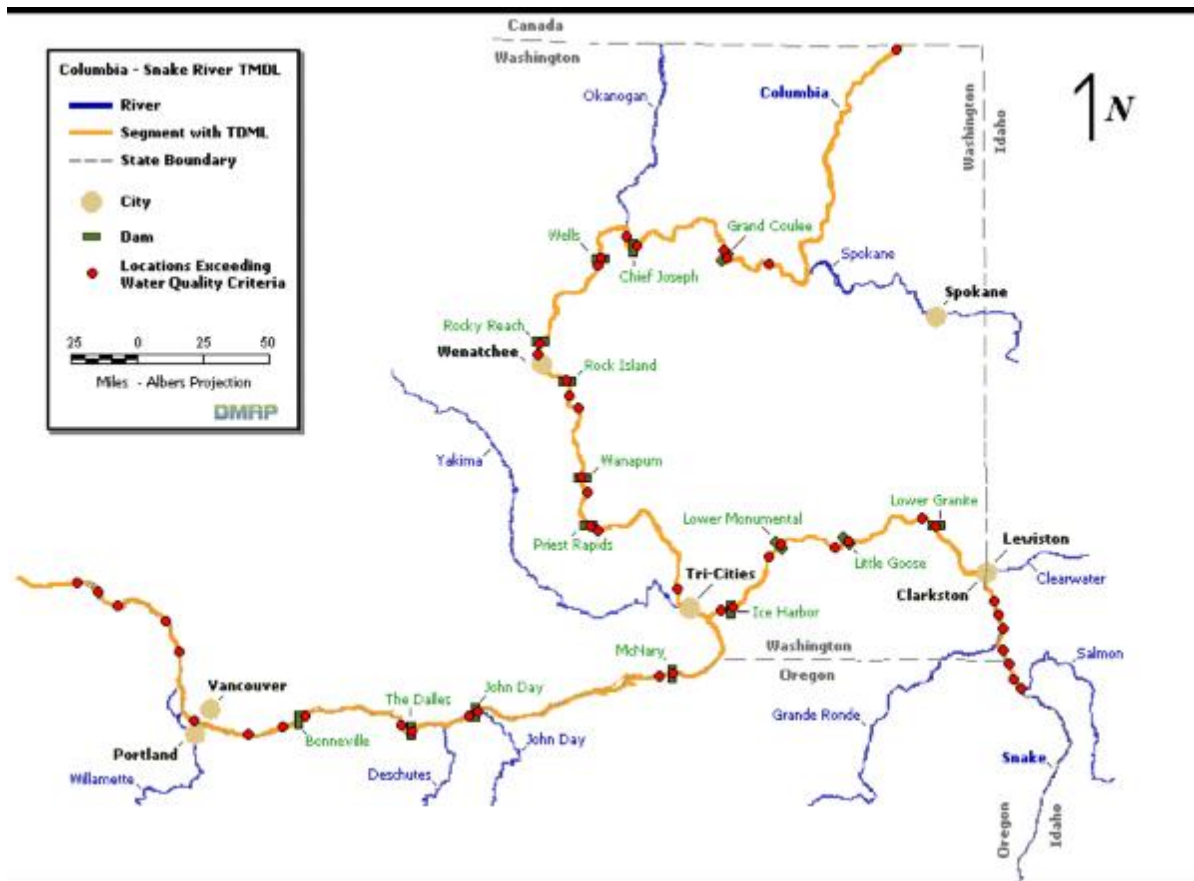 Canada
Washington
Columbia - Snake River TMDL
River
Segment with TDML
State Boundary
City
Dam
Locations Exceeding
Water Quality Criteria
25 0 25 50
Miles - Albers Projection
DMRP
N
Okanogan
Columbia
Washington
Idaho
Wells
Grand Coulee
Chief Joseph
Spokane
Spokane
Rocky Reach
Wenatchee
Rock Island
Yakima
Wanapum
Priest Rapids
Lower Monumental
Lower Granite
Little Goose
Lewiston
Clearwater
Clarkston
Tri-Cities
Ice Harbor
McNary
Washington
Oregon
Salmon
Vancouver
The Dalles
John Day
Grande Ronde
Bonneville
Portland
John Day
Snake
Willamette
Deschutes
Oregon
Idaho